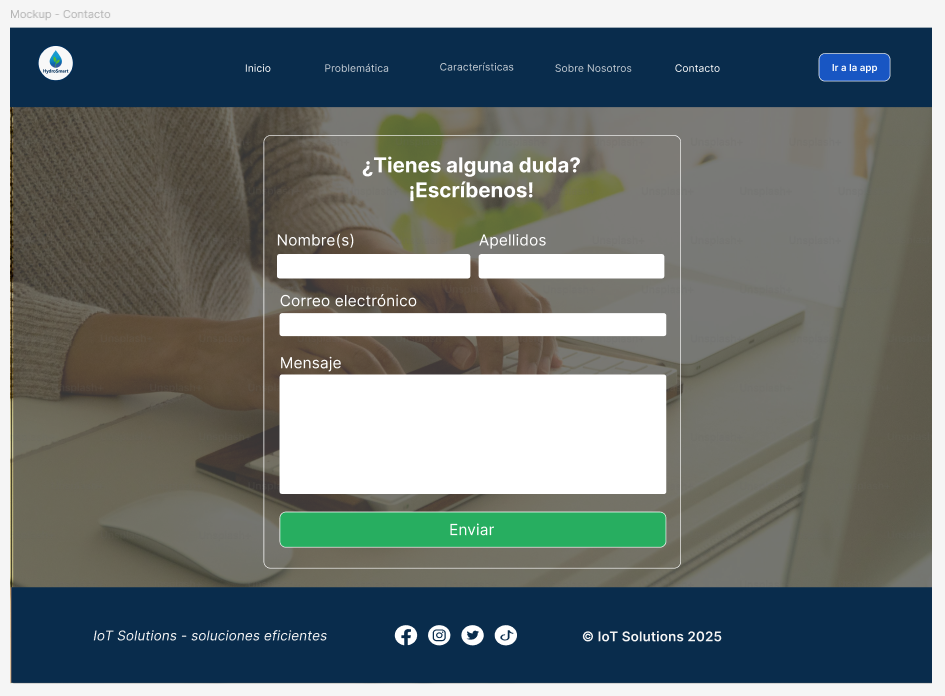 Mockup - Contacto
HydroSmart
Inicio
Problemática
Características
Sobre Nosotros
Contacto
Ir a la app
¿Tienes alguna duda?
¡Escríbenos!
Nombre(s)
Apellidos
Correo electrónico
Mensaje
Enviar
IoT Solutions - soluciones eficientes
© IoT Solutions 2025